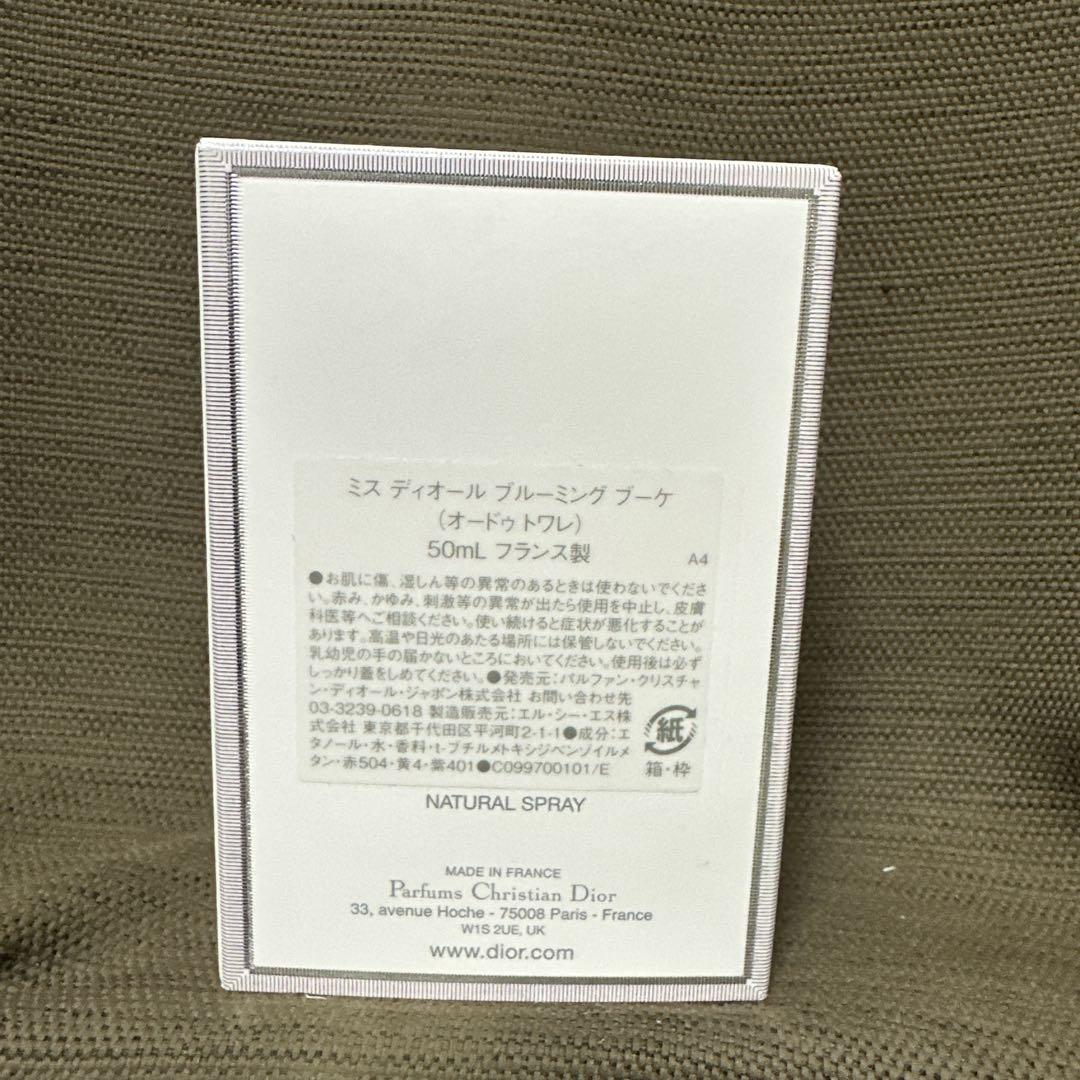 ミス ディオール ブルーミング ブーケ
(オードゥ トワレ)
50mL フランス製
A4
●お肌に傷、湿しん等の異常のあるときは使わないでくださ
い。赤み、かゆみ、刺激等の異常が出たら使用を中止し、皮膚
科医等へご相談ください。使い続けると症状が悪化することが
あります。高温や日光のあたる場所には保管しないでください。
乳幼児の手の届かないところにおいてください。使用後は必ず
しっかり蓋をしめてください。●発売元:パルファン・クリスチャ
ン・ディオール・ジャポン株式会社 お問い合わせ先
03-3239-0618 製造販売元:エル・シー・エス株
式会社 東京都千代田区平河町2-1-1●成分:エ
タノール・水・香料・t-ブチルメトキシジベンゾイルメ
タン・赤504・黄4・紫401●C099700101/E
紙
箱・枠
NATURAL SPRAY
MADE IN FRANCE
Parfums Christian Dior
33, avenue Hoche - 75008 Paris - France
W1S 2UE, UK
www.dior.com